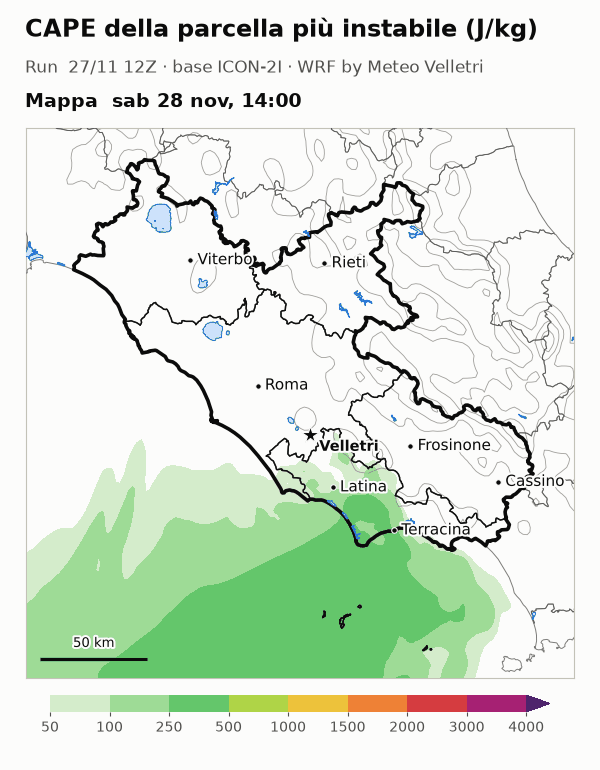 CAPE della parcella più instabile (J/kg)
Run  27/11 12Z · base ICON-2I · WRF by Meteo Velletri
Mappa  sab 28 nov, 14:00
Viterbo
Rieti
Roma
Velletri
Frosinone
Cassino
Latina
Terracina
50 km
50 100 250 500 1000 1500 2000 3000 4000